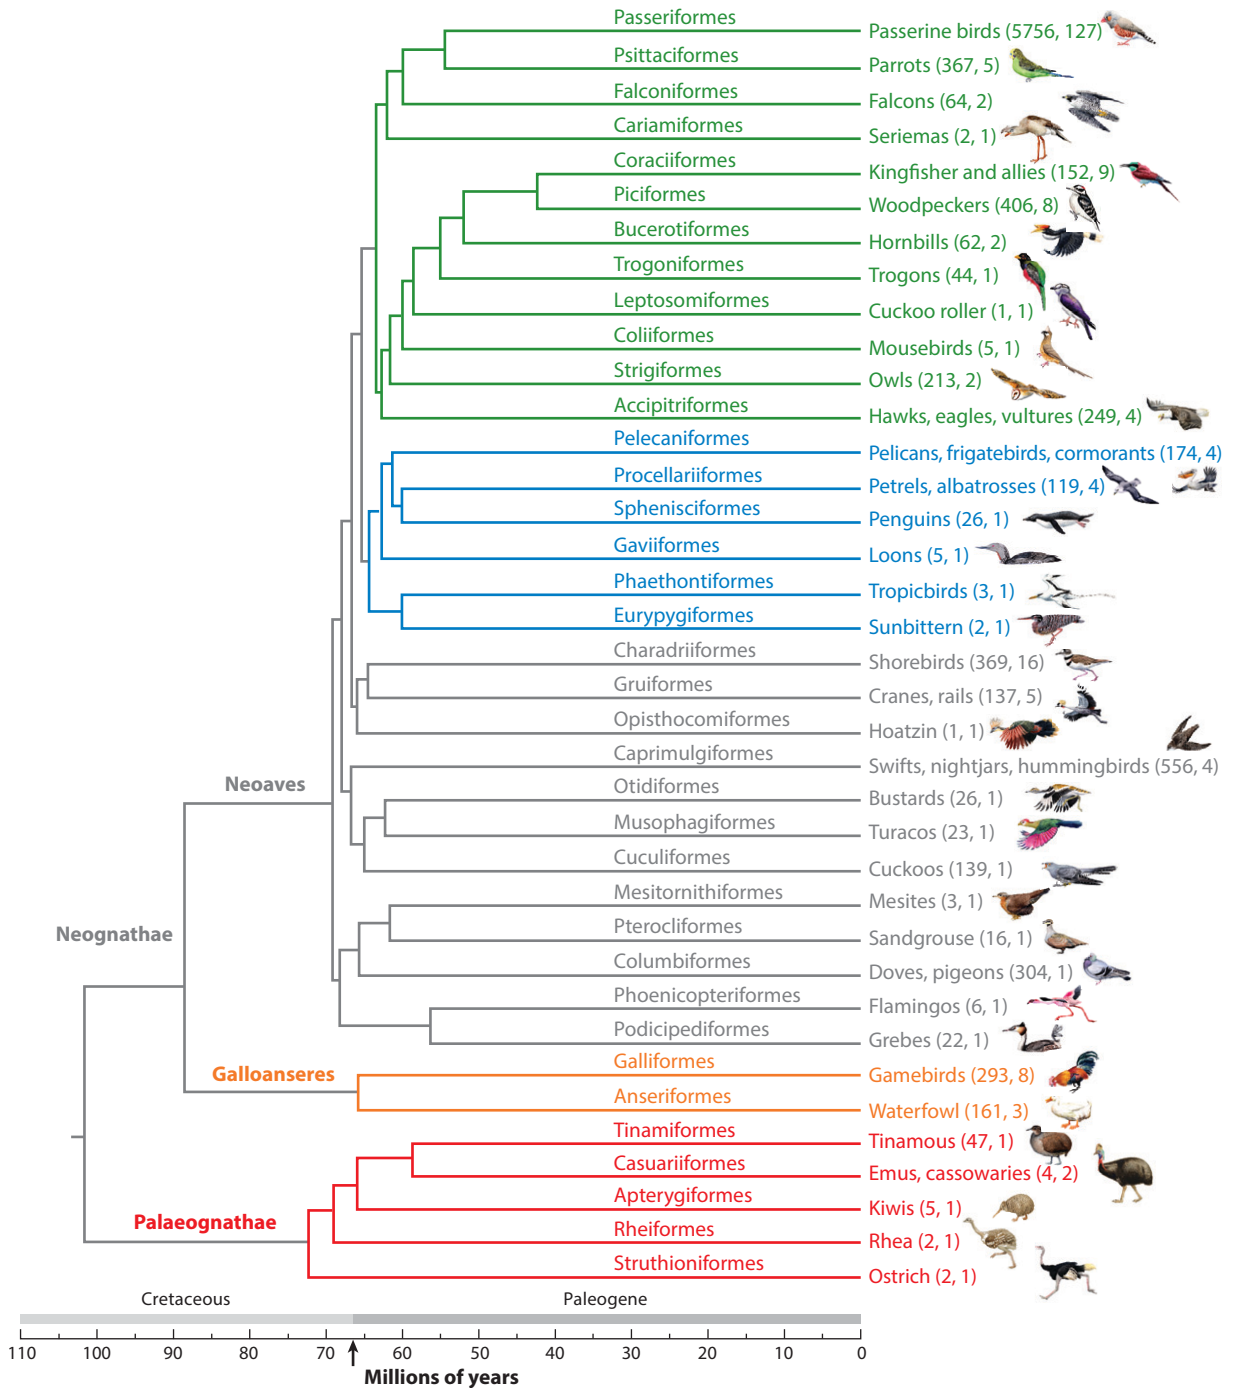 Passeriformes
Passerine birds (5756, 127)
Psittaciformes
Parrots (367, 5)
Falconiformes
Falcons (64, 2)
Cariamiformes
Seriemas (2, 1)
Coraciiformes
Kingfisher and allies (152, 9)
Piciformes
Woodpeckers (406, 8)
Bucerotiformes
Hornbills (62, 2)
Trogoniformes
Trogons (44, 1)
Leptosomiformes
Cuckoo roller (1, 1)
Coliiformes
Mousebirds (5, 1)
Strigiformes
Owls (213, 2)
Accipitriformes
Hawks, eagles, vultures (249, 4)
Pelecaniformes
Pelicans, frigatebirds, cormorants (174, 4)
Procellariiformes
Petrels, albatrosses (119, 4)
Sphenisciformes
Penguins (26, 1)
Gaviiformes
Loons (5, 1)
Phaethontiformes
Tropicbirds (3, 1)
Eurypygiformes
Sunbittern (2, 1)
Charadriiformes
Shorebirds (369, 16)
Gruiformes
Cranes, rails (137, 5)
Opisthocomiformes
Hoatzin (1, 1)
Caprimulgiformes
Swifts, nightjars, hummingbirds (556, 4)
Neoaves
Otidiformes
Bustards (26, 1)
Musophagiformes
Turacos (23, 1)
Cuculiformes
Cuckoos (139, 1)
Mesitornithiformes
Mesites (3, 1)
Neognathae
Pterocliformes
Sandgrouse (16, 1)
Columbiformes
Doves, pigeons (304, 1)
Phoenicopteriformes
Flamingos (6, 1)
Podicipediformes
Grebes (22, 1)
Galloanseres
Galliformes
Gamebirds (293, 8)
Anseriformes
Waterfowl (161, 3)
Tinamiformes
Tinamous (47, 1)
Casuariiformes
Emus, cassowaries (4, 2)
Apterygiformes
Kiwis (5, 1)
Palaeognathae
Rheiformes
Rhea (2, 1)
Struthioniformes
Ostrich (2, 1)
Cretaceous Paleogene
110 100 90 80 70 60 50 40 30 20 10 0
Millions of years